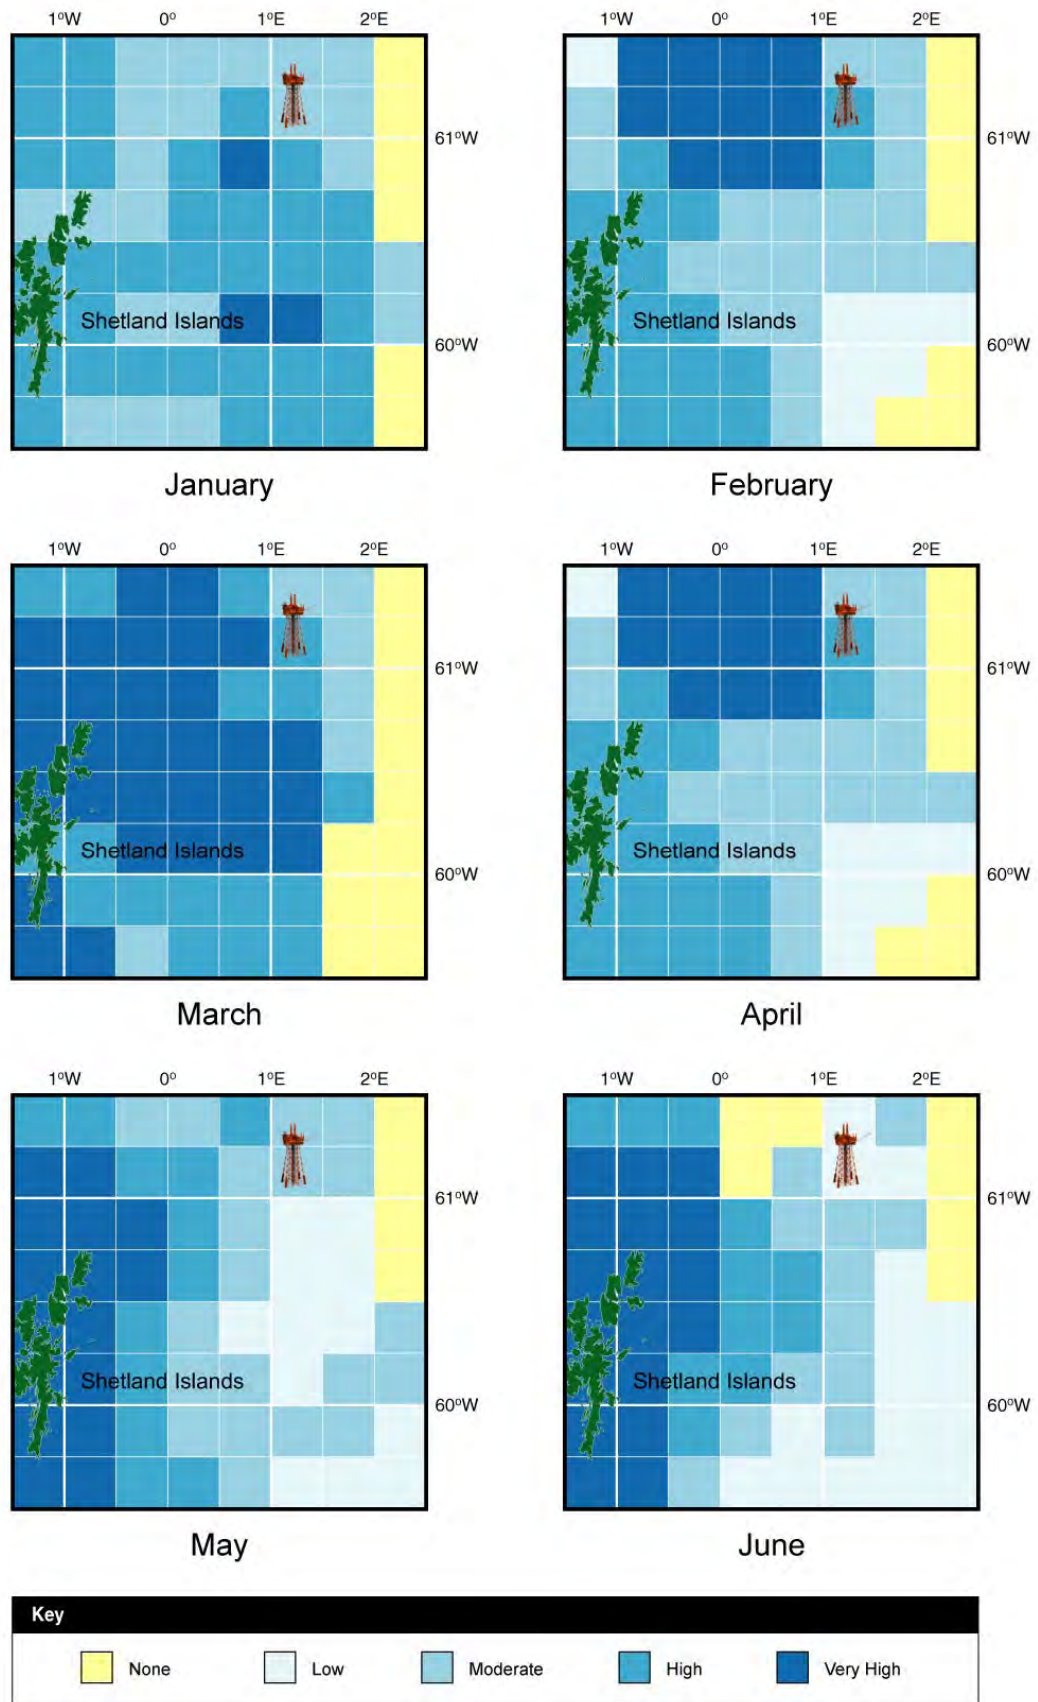 1ºW 0º 1ºE 2ºE 1ºW 0º 1ºE 2ºE
61ºW 61ºW
Shetland Islands Shetland Islands
60ºW 60ºW
January February
1ºW 0º 1ºE 2ºE 1ºW 0º 1ºE 2ºE
61ºW 61ºW
Shetland Islands Shetland Islands
60ºW 60ºW
March April
1ºW 0º 1ºE 2ºE 1ºW 0º 1ºE 2ºE
61ºW 61ºW
Shetland Islands Shetland Islands
60ºW 60ºW
May June
Key
None Low Moderate High Very High